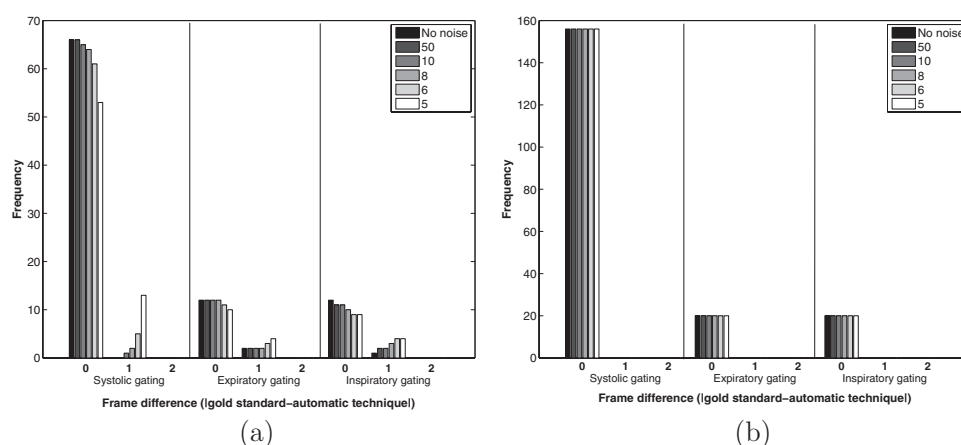 70
60
50
40
30
20
10
0
Frequency
No noise
50
10
8
6
5
0 1 2 0 1 2 0 1 2
Systolic gating Expiratory gating Inspiratory gating
Frame difference (|gold standard−automatic technique|)
(a)
160
140
120
100
80
60
40
20
0
Frequency
No noise
50
10
8
6
5
0 1 2 0 1 2 0 1 2
Systolic gating Expiratory gating Inspiratory gating
Frame difference (|gold standard−automatic technique|)
(b)